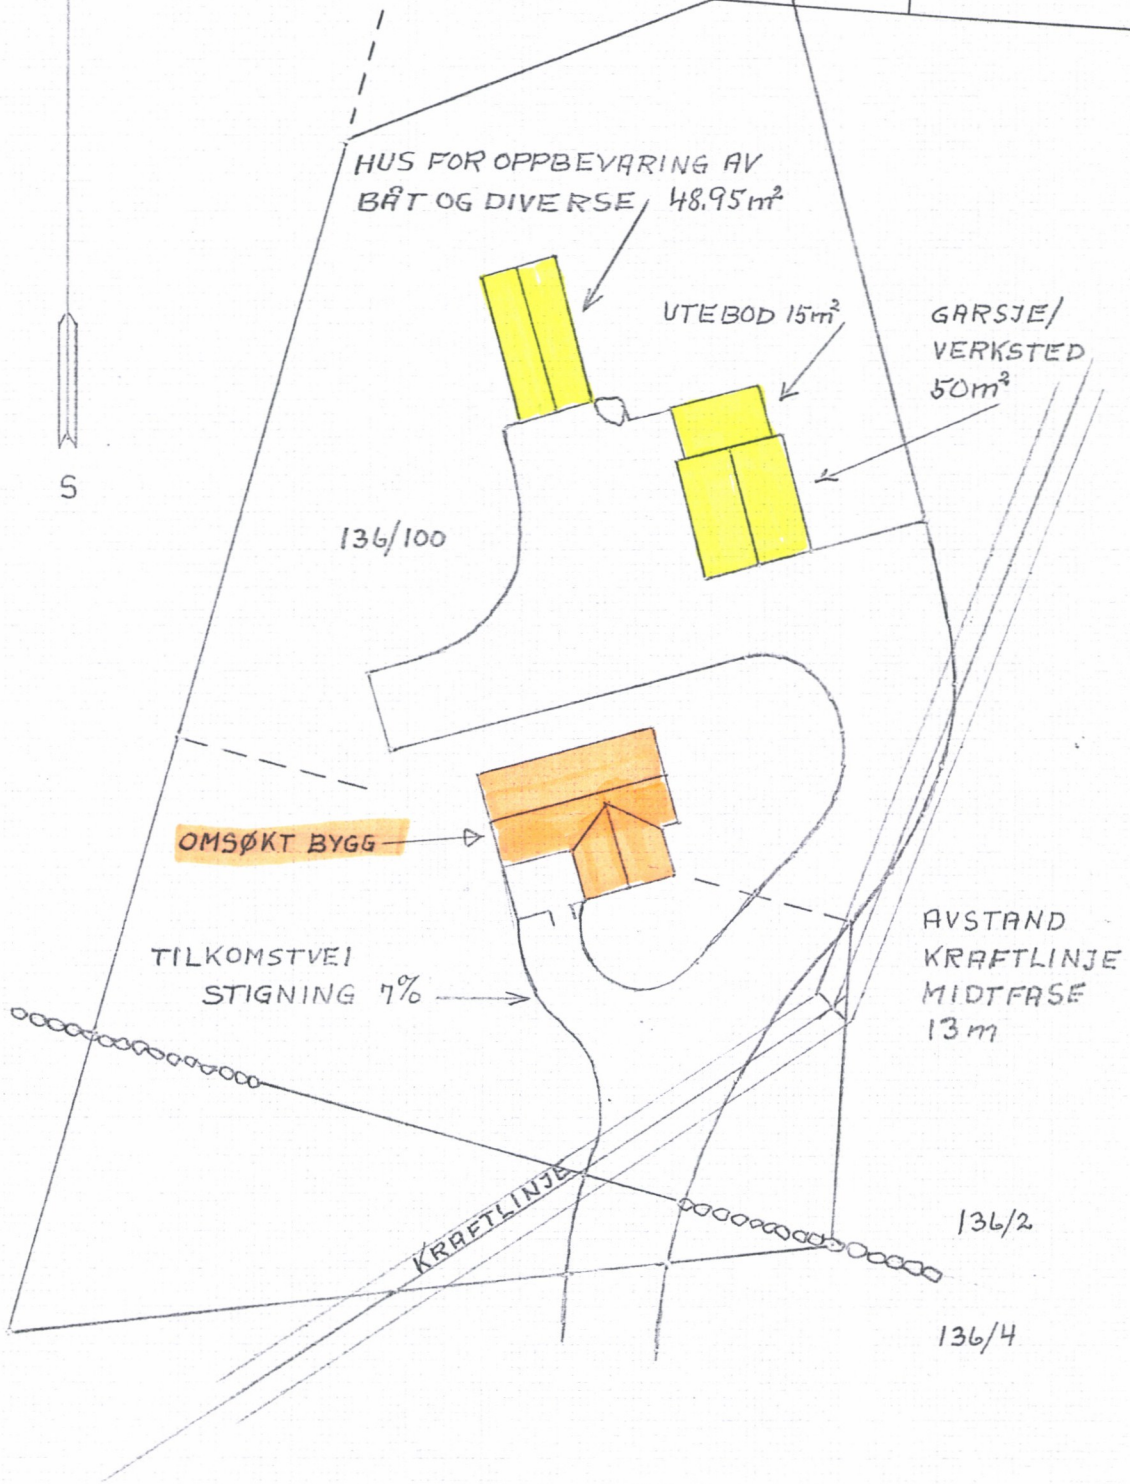 HUS FOR OPPBEVARING AV
BÅT OG DIVERSE 48.95m²
UTEBOD 15m²
GARSJE/
VERKSTED
50m²
S
136/100
OMSØKT BYGG
TILKOMSTVEI
STIGNING 7%
AVSTAND
KRAFTLINJE
MIDTFASE
13m
KRAFTLINJE
136/2
136/4